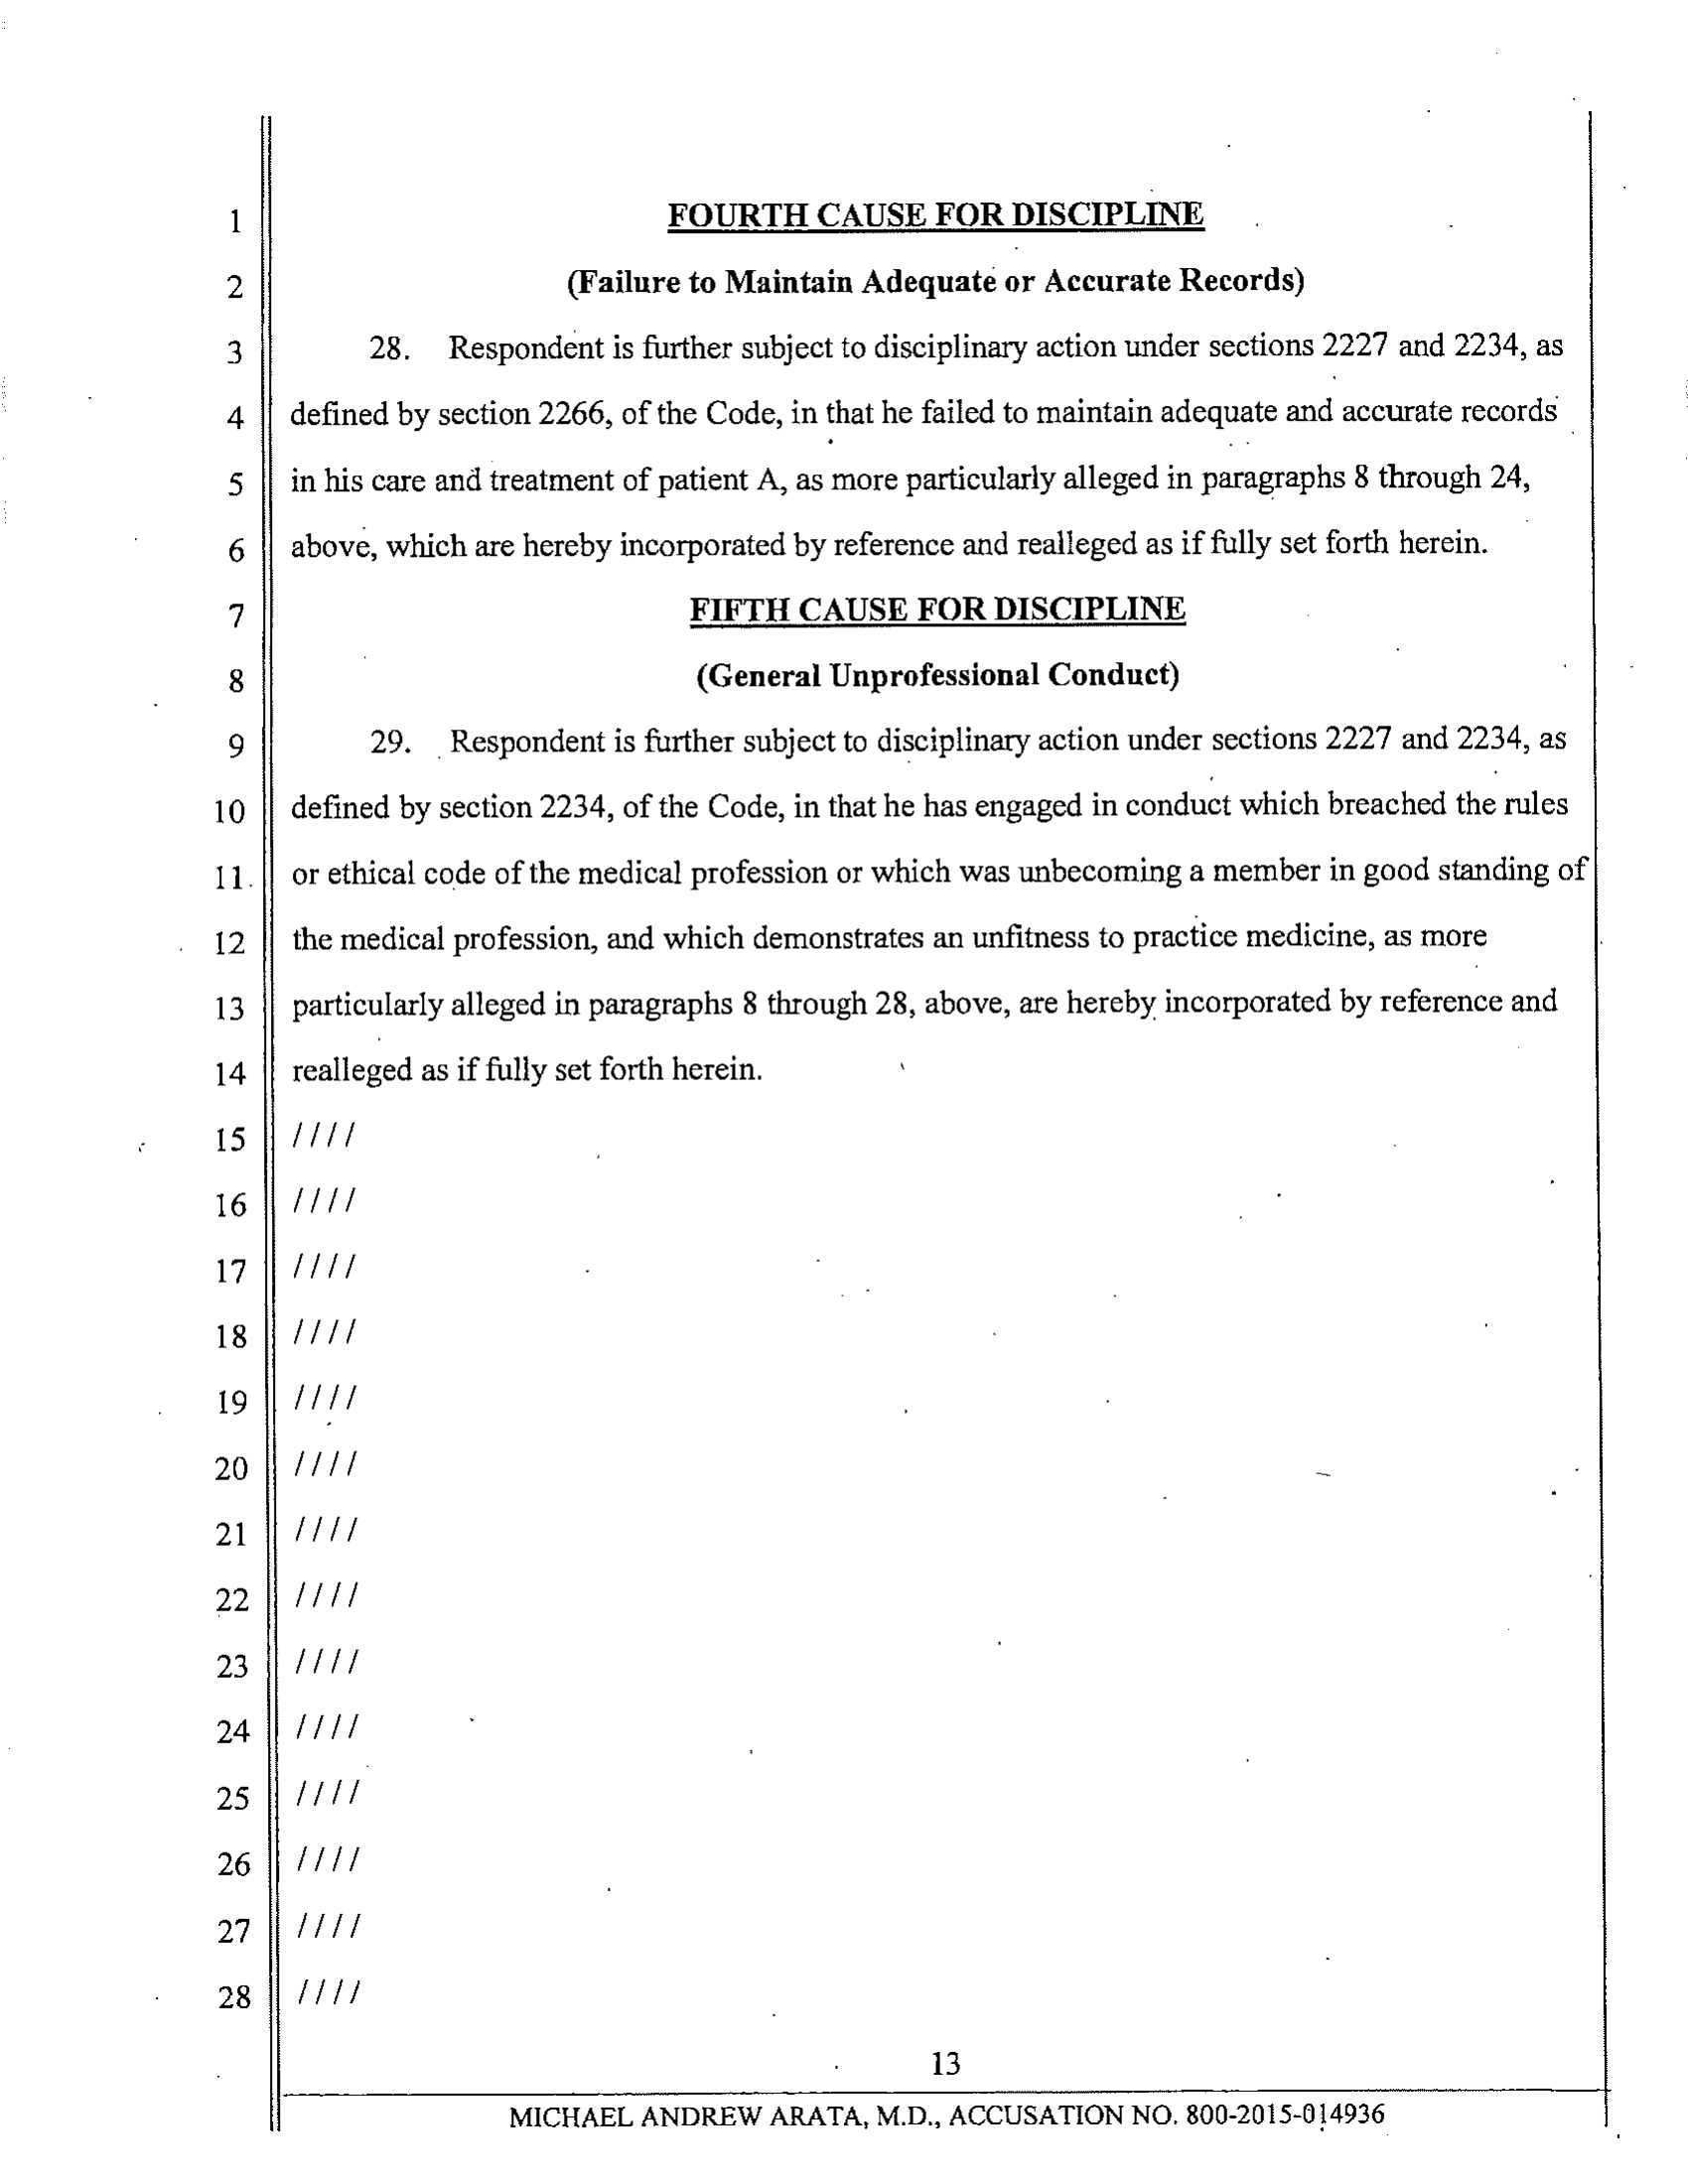 1 FOURTH CAUSE FOR DISCIPLINE
2 (Failure to Maintain Adequate or Accurate Records)
3 28. Respondent is further subject to disciplinary action under sections 2227 and 2234, as
4 defined by section 2266, of the Code, in that he failed to maintain adequate and accurate records
5 in his care and treatment of patient A, as more particularly alleged in paragraphs 8 through 24,
6 above, which are hereby incorporated by reference and realleged as if fully set forth herein.
7 FIFTH CAUSE FOR DISCIPLINE
8 (General Unprofessional Conduct)
9 29. Respondent is further subject to disciplinary action under sections 2227 and 2234, as
10 defined by section 2234, of the Code, in that he has engaged in conduct which breached the rules
11 or ethical code of the medical profession or which was unbecoming a member in good standing of
12 the medical profession, and which demonstrates an unfitness to practice medicine, as more
13 particularly alleged in paragraphs 8 through 28, above, are hereby incorporated by reference and
14 realleged as if fully set forth herein.
15 ////
16 ////
17 ////
18 ////
19 ////
20 ////
21 ////
22 ////
23 ////
24 ////
25 ////
26 ////
27 ////
28 ////
13
MICHAEL ANDREW ARATA, M.D., ACCUSATION NO. 800-2015-014936